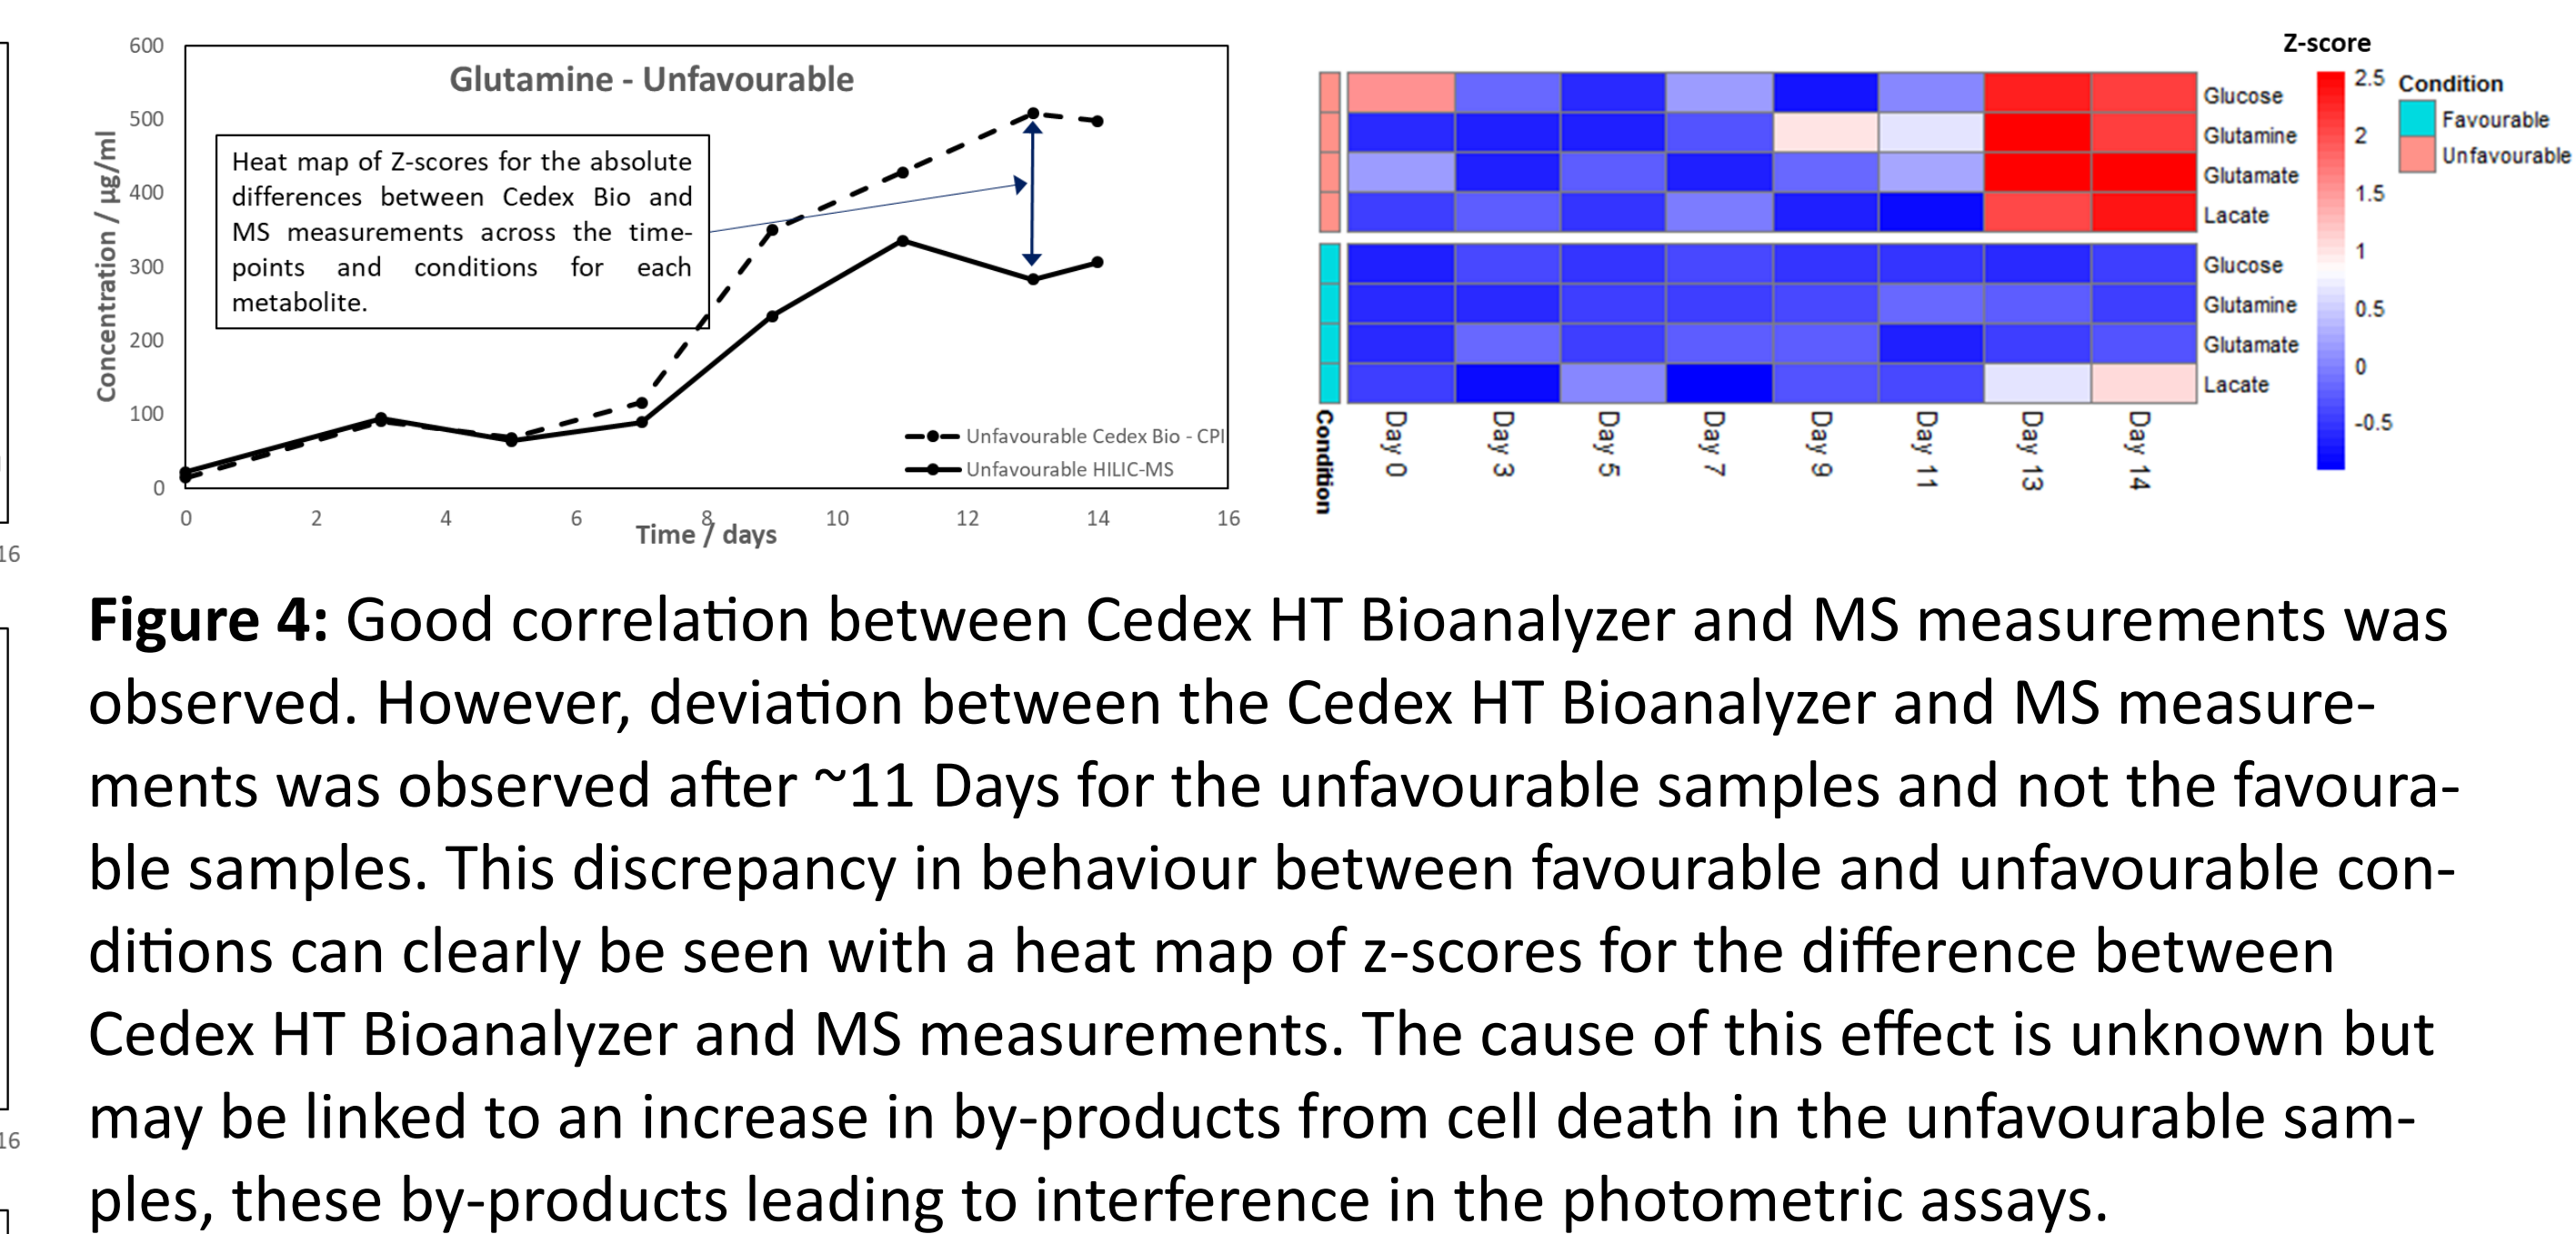 600
500
400
300
200
100
0
Concentration / µg/ml
Glutamine - Unfavourable
Heat map of Z-scores for the absolute
differences between Cedex Bio and
MS measurements across the time-
points and conditions for each
metabolite.
Unfavourable Cedex Bio - CPI
Unfavourable HILIC-MS
0 2 4 6 8 10 12 14 16
Time / days
Z-score
2.5
2
1.5
1
0.5
0
-0.5
Condition
Favourable
Unfavourable
Glucose
Glutamine
Glutamate
Lacate
Glucose
Glutamine
Glutamate
Lacate
Condition
Day 0
Day 3
Day 5
Day 7
Day 9
Day 11
Day 13
Day 14
16
16
Figure 4: Good correlation between Cedex HT Bioanalyzer and MS measurements was
observed. However, deviation between the Cedex HT Bioanalyzer and MS measure-
ments was observed after ~11 Days for the unfavourable samples and not the favoura-
ble samples. This discrepancy in behaviour between favourable and unfavourable con-
ditions can clearly be seen with a heat map of z-scores for the difference between
Cedex HT Bioanalyzer and MS measurements. The cause of this effect is unknown but
may be linked to an increase in by-products from cell death in the unfavourable sam-
ples, these by-products leading to interference in the photometric assays.